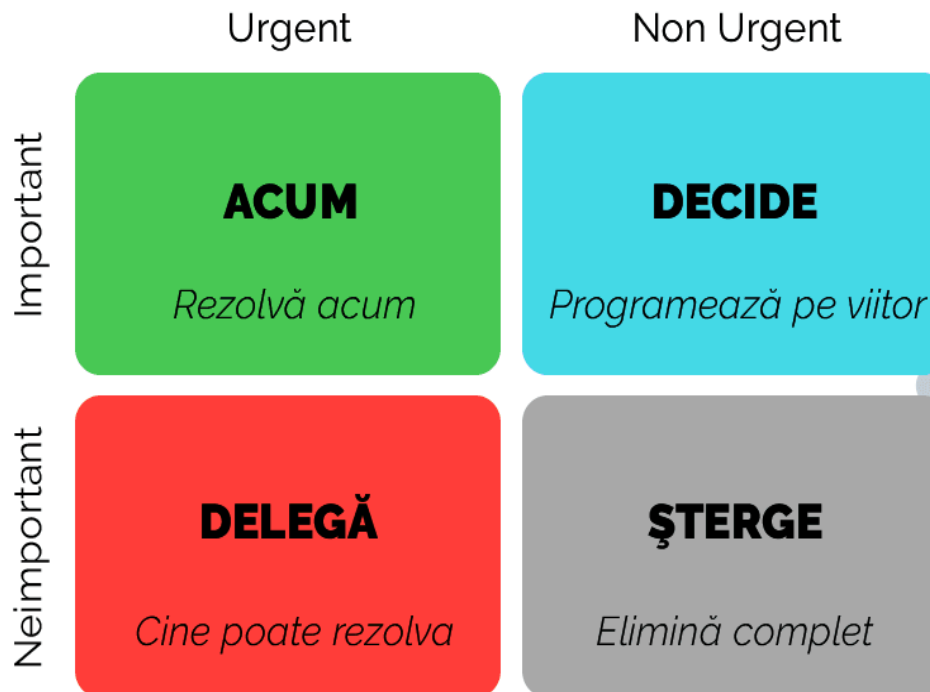 Urgent
Non Urgent
Important
ACUM
Rezolvă acum
DECIDE
Programează pe viitor
Neimportant
DELEGĂ
Cine poate rezolva
ŞTERGE
Elimină complet